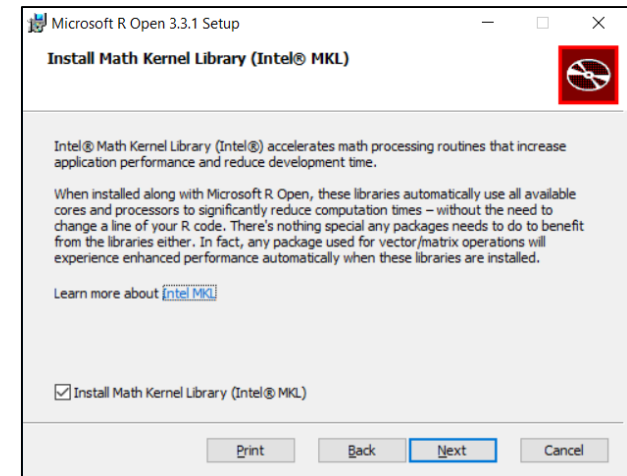 Microsoft R Open 3.3.1 Setup
Install Math Kernel Library (Intel® MKL)
Intel® Math Kernel Library (Intel®) accelerates math processing routines that increase
application performance and reduce development time.
When installed along with Microsoft R Open, these libraries automatically use all available
cores and processors to significantly reduce computation times – without the need to
change a line of your R code. There's nothing special any packages needs to do to benefit
from the libraries either. In fact, any package used for vector/matrix operations will
experience enhanced performance automatically when these libraries are installed.
Learn more about Intel MKL
Install Math Kernel Library (Intel® MKL)
Print Back Next Cancel